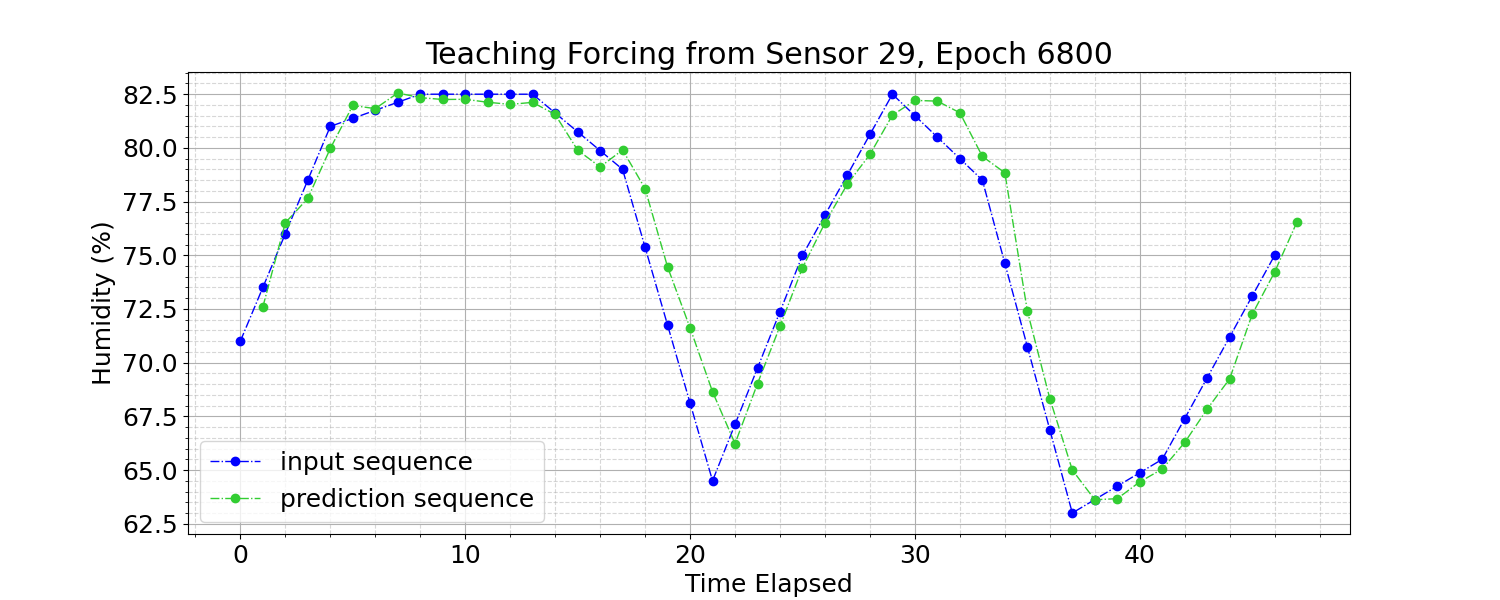 Teaching Forcing from Sensor 29, Epoch 6800
82.5
80.0
77.5
75.0
72.5
70.0
67.5
65.0
62.5
Humidity (%)
input sequence
prediction sequence
0 10 20 30 40
Time Elapsed